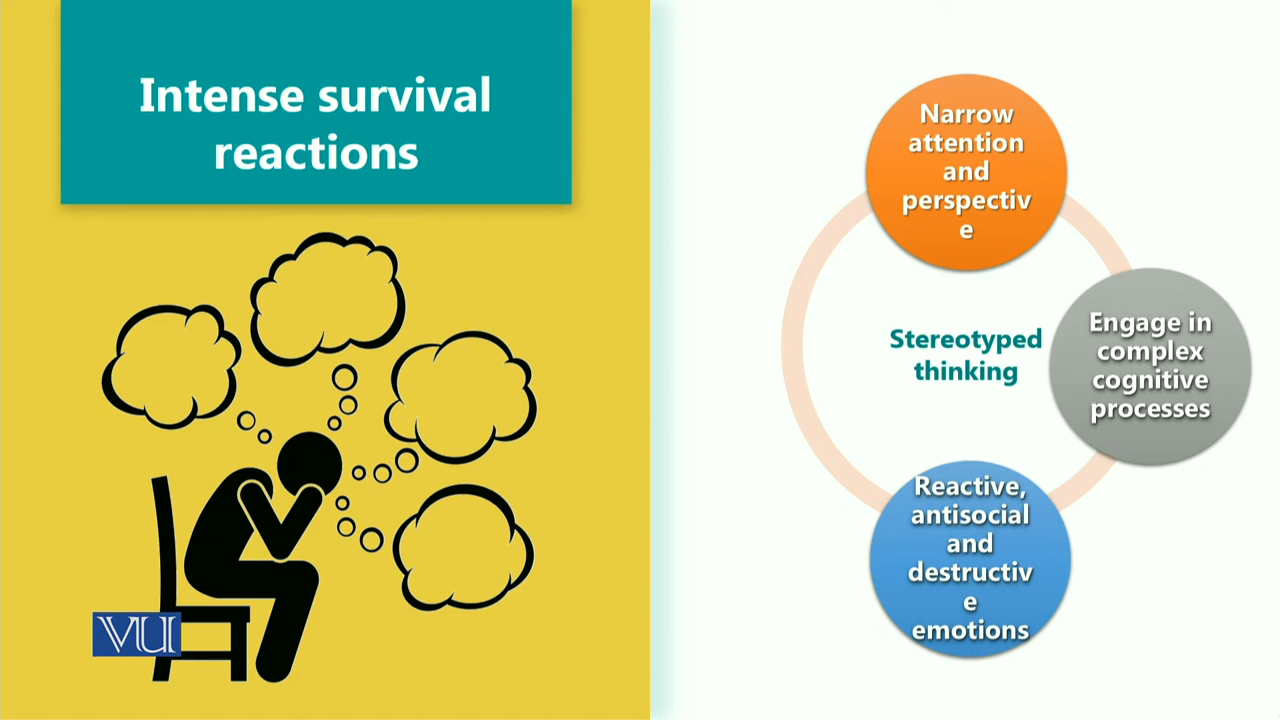 Intense survival
reactions
Narrow
attention
and
perspectiv
e
Stereotyped
thinking
Engage in
complex
cognitive
processes
Reactive,
antisocial
and
destructiv
e
emotions
VU